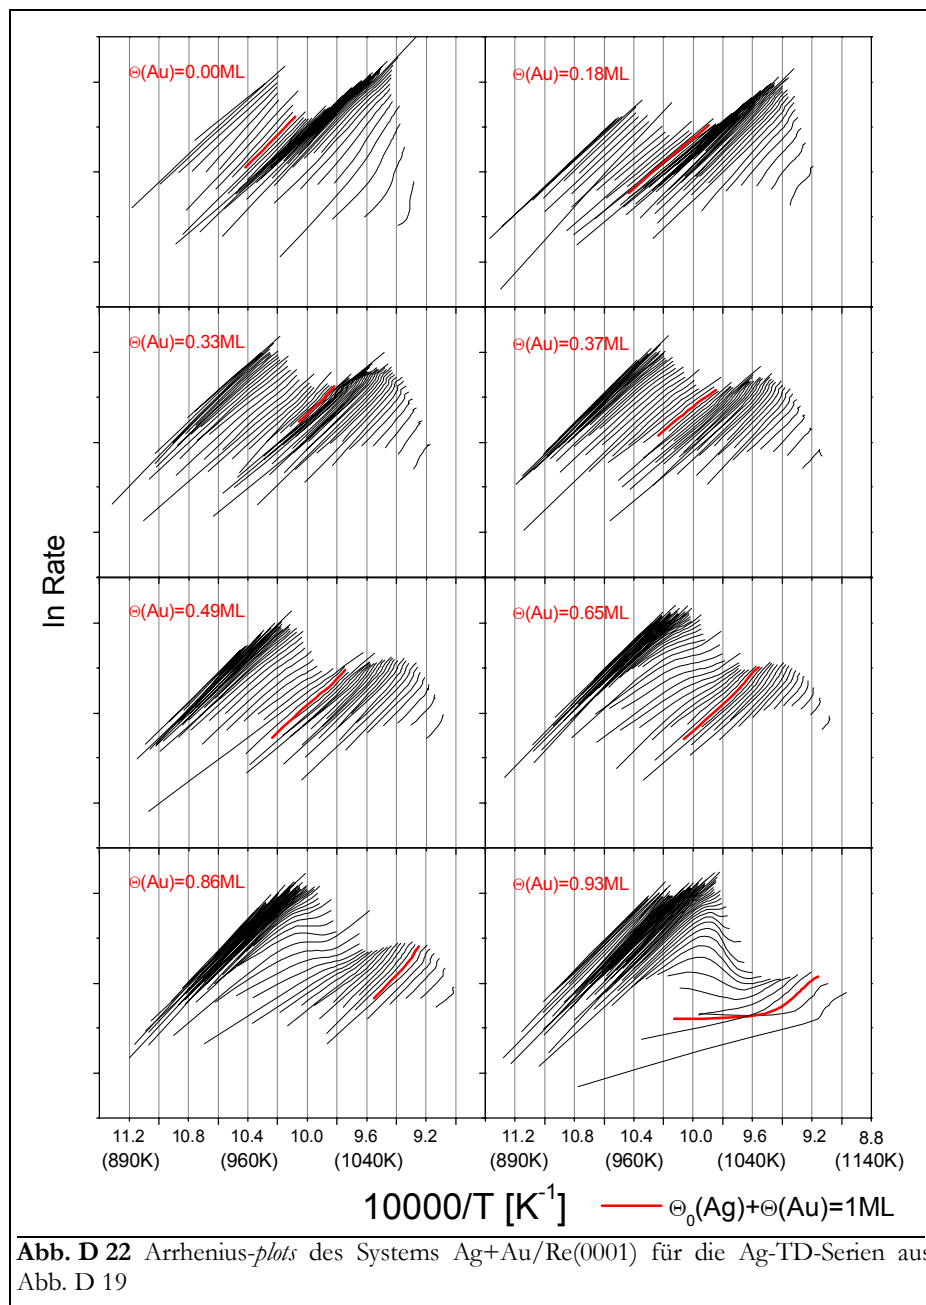 Θ(Au)=0.00ML
Θ(Au)=0.18ML
Θ(Au)=0.33ML
Θ(Au)=0.37ML
Θ(Au)=0.49ML
Θ(Au)=0.65ML
Θ(Au)=0.86ML
Θ(Au)=0.93ML
ln Rate
11.2 10.8 10.4 10.0 9.6 9.2 11.2 10.8 10.4 10.0 9.6 9.2 8.8
(890K) (960K) (1040K) (890K) (960K) (1040K) (1140K)
10000/T [K⁻¹] Θ₀(Ag)+Θ(Au)=1ML
Abb. D 22 Arrhenius-plots des Systems Ag+Au/Re(0001) für die Ag-TD-Serien aus
Abb. D 19